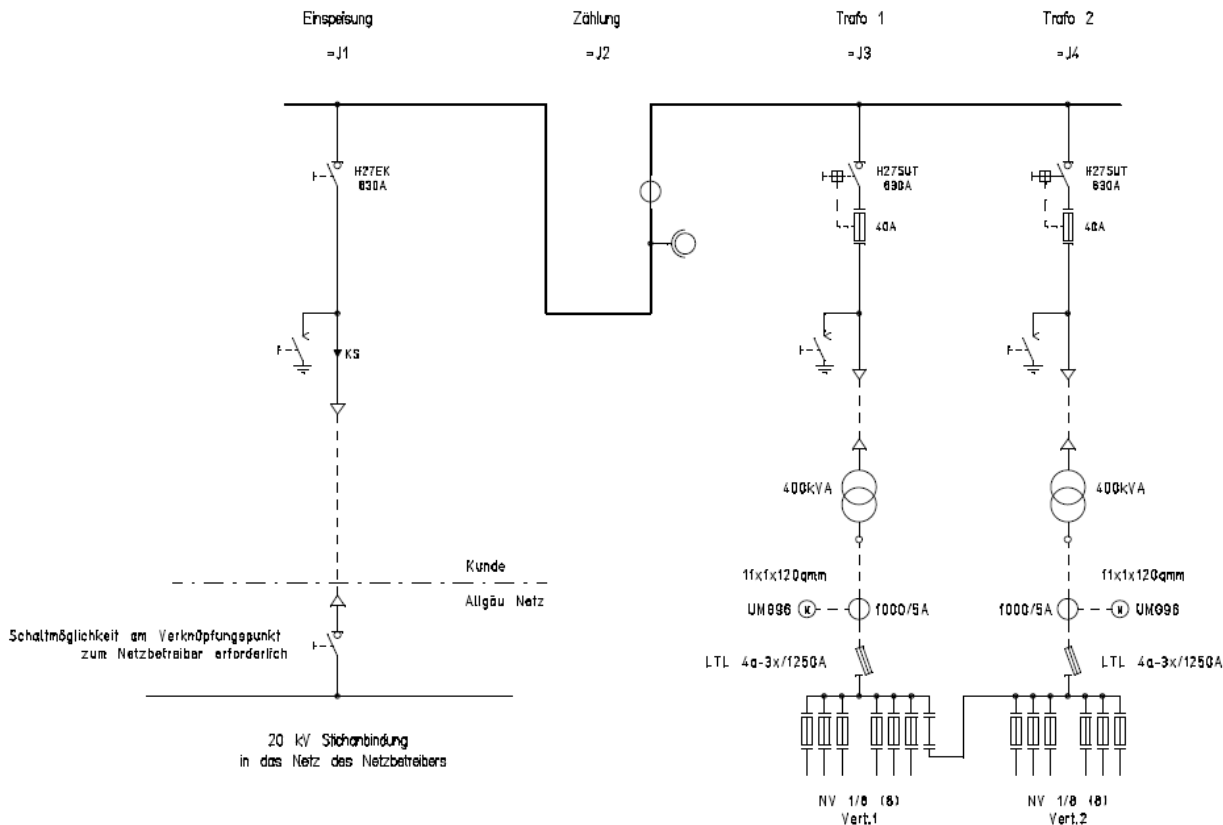 Einspeisung
Zählung
Trafo 1
Trafo 2
=J1
=J2
=J3
=J4
H27EK
630A
H27SUT
630A
H27SUT
630A
40A
40A
KS
400kVA
400kVA
Kunde
Allgäu Netz
11x1x120qmm
11x1x120qmm
UM696
1000/5A
1000/5A
UM696
Schaltmöglichkeit am Verknüpfungspunkt
zum Netzbetreiber erforderlich
LTL 4a-3x/1250A
LTL 4a-3x/1250A
20 kV Stichanbindung
in das Netz des Netzbetreibers
NV 1/8 (8)
Vert.1
NV 1/8 (8)
Vert.2